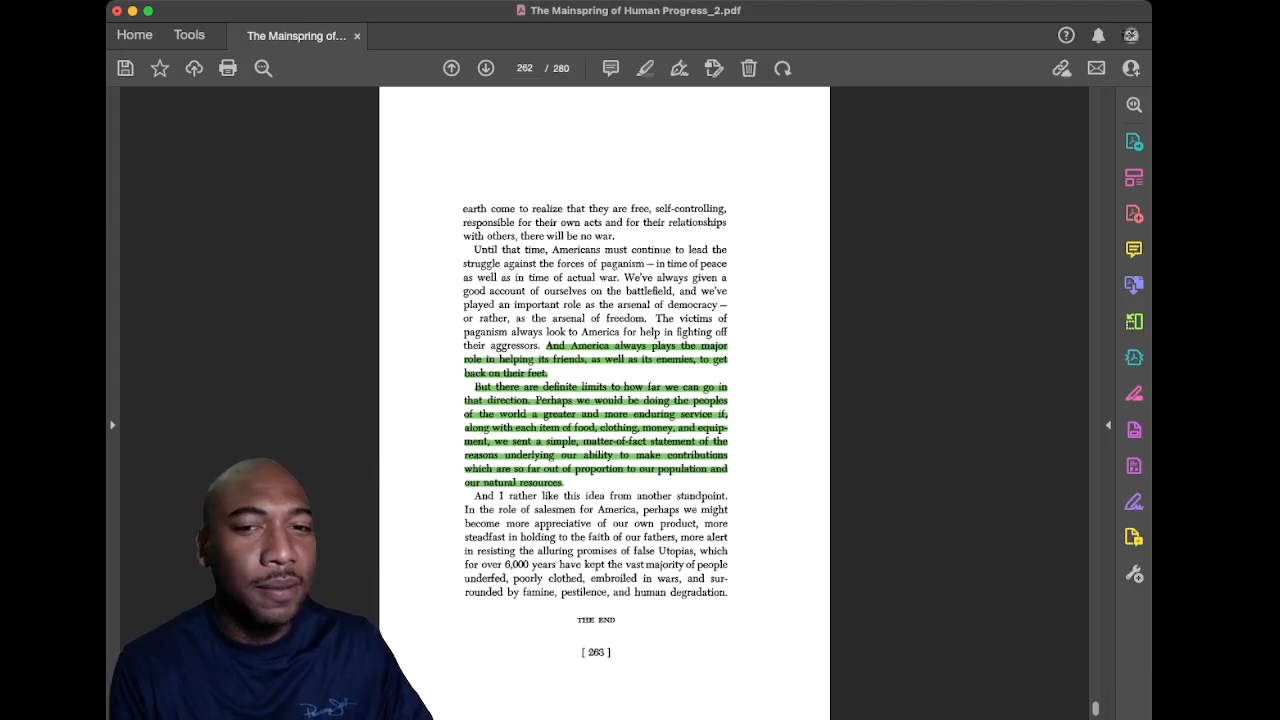 The Mainspring of Human Progress_2.pdf
Home Tools The Mainspring of... ×
262 / 280
earth come to realize that they are free, self-controlling,
responsible for their own acts and for their relationships
with others, there will be no war.
Until that time, Americans must continue to lead the
struggle against the forces of paganism — in time of peace
as well as in time of actual war. We've always given a
good account of ourselves on the battlefield, and we've
played an important role as the arsenal of democracy —
or rather, as the arsenal of freedom. The victims of
paganism always look to America for help in fighting off
their aggressors. And America always plays the major
role in helping its friends, as well as its enemies, to get
back on their feet.
But there are definite limits to how far we can go in
that direction. Perhaps we would be doing the peoples
of the world a greater and more enduring service if,
along with each item of food, clothing, money, and equip-
ment, we sent a simple, matter-of-fact statement of the
reasons underlying our ability to make contributions
which are so far out of proportion to our population and
our natural resources.
And I rather like this idea from another standpoint.
In the role of salesmen for America, perhaps we might
become more appreciative of our own product, more
steadfast in holding to the faith of our fathers, more alert
in resisting the alluring promises of false Utopias, which
for over 6,000 years have kept the vast majority of people
underfed, poorly clothed, embroiled in wars, and sur-
rounded by famine, pestilence, and human degradation.
THE END
[ 263 ]